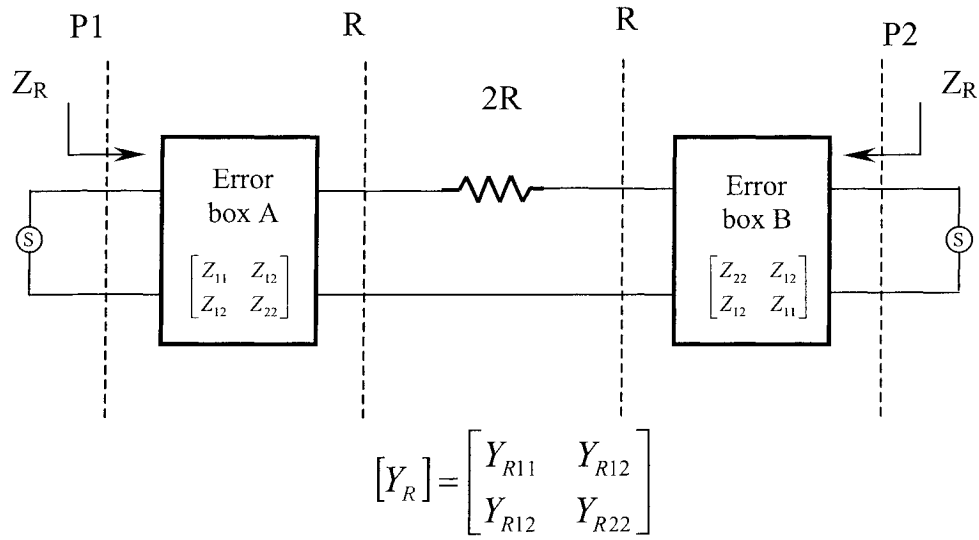 P1 R R P2
Z_R 2R Z_R
Error box A
Error box B
S
S
[Z_11 Z_12
Z_12 Z_22]
[Z_22 Z_12
Z_12 Z_11]
[Y_R] = [Y_R11 Y_R12
Y_R12 Y_R22]